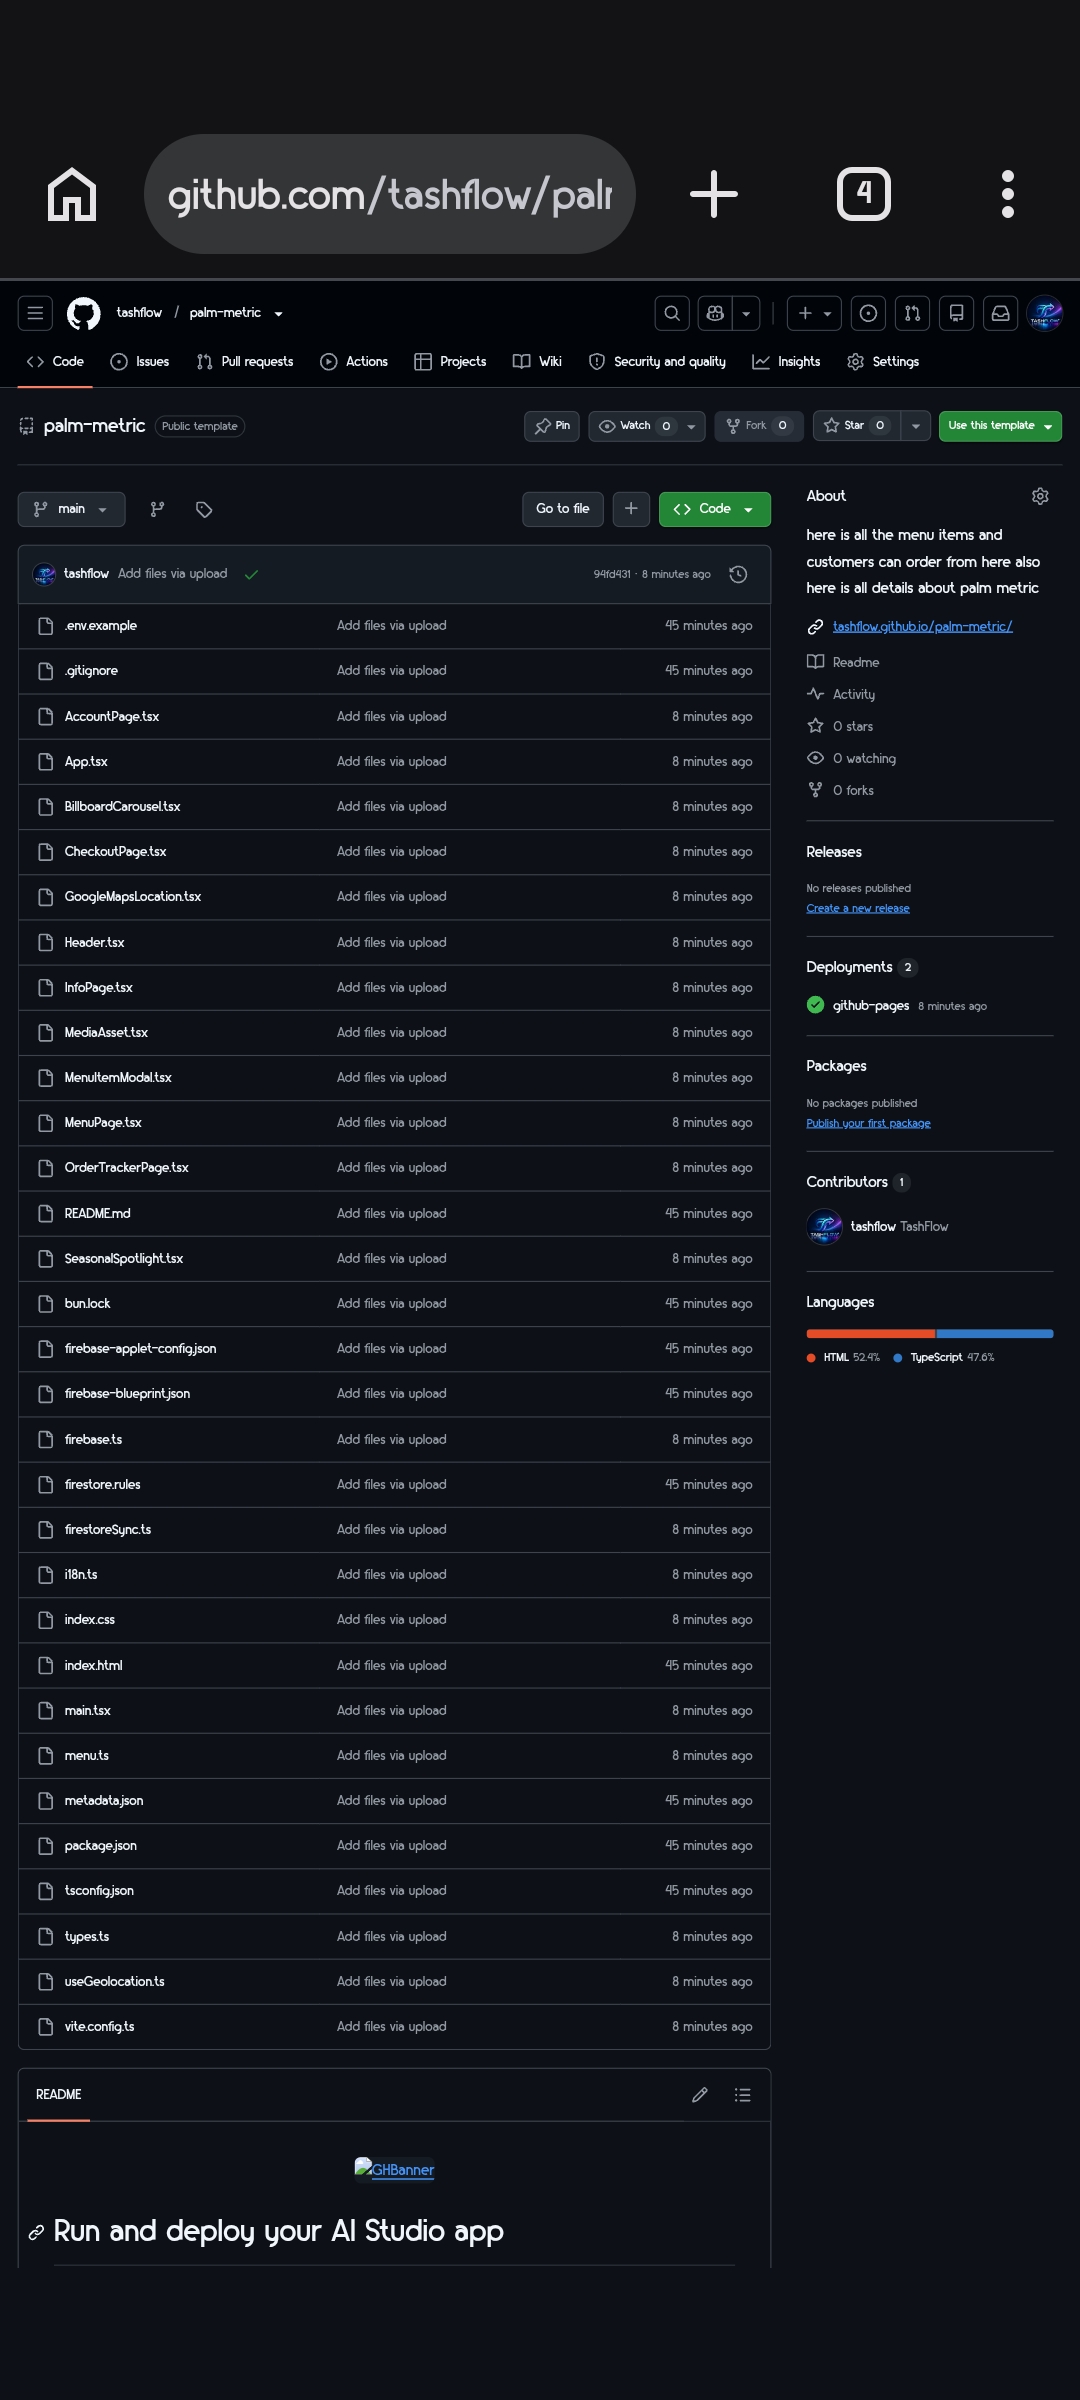 github.com/tashflow/palr
4
tashflow / palm-metric
Code Issues Pull requests Actions Projects Wiki Security and quality Insights Settings
palm-metric Public template
Pin Watch 0 Fork 0 Star 0 Use this template
main Go to file Code
tashflow Add files via upload 94fd431 · 8 minutes ago
.env.example Add files via upload 45 minutes ago
.gitignore Add files via upload 45 minutes ago
AccountPage.tsx Add files via upload 8 minutes ago
App.tsx Add files via upload 8 minutes ago
BillboardCarousel.tsx Add files via upload 8 minutes ago
CheckoutPage.tsx Add files via upload 8 minutes ago
GoogleMapsLocation.tsx Add files via upload 8 minutes ago
Header.tsx Add files via upload 8 minutes ago
InfoPage.tsx Add files via upload 8 minutes ago
MediaAsset.tsx Add files via upload 8 minutes ago
MenuItemModal.tsx Add files via upload 8 minutes ago
MenuPage.tsx Add files via upload 8 minutes ago
OrderTrackerPage.tsx Add files via upload 8 minutes ago
README.md Add files via upload 45 minutes ago
SeasonalSpotlight.tsx Add files via upload 8 minutes ago
bun.lock Add files via upload 45 minutes ago
firebase-applet-config.json Add files via upload 45 minutes ago
firebase-blueprint.json Add files via upload 45 minutes ago
firebase.ts Add files via upload 8 minutes ago
firestore.rules Add files via upload 45 minutes ago
firestoreSync.ts Add files via upload 8 minutes ago
i18n.ts Add files via upload 8 minutes ago
index.css Add files via upload 8 minutes ago
index.html Add files via upload 45 minutes ago
main.tsx Add files via upload 8 minutes ago
menu.ts Add files via upload 8 minutes ago
metadata.json Add files via upload 45 minutes ago
package.json Add files via upload 45 minutes ago
tsconfig.json Add files via upload 45 minutes ago
types.ts Add files via upload 8 minutes ago
useGeolocation.ts Add files via upload 8 minutes ago
vite.config.ts Add files via upload 8 minutes ago
README
GHBanner
Run and deploy your AI Studio app
About
here is all the menu items and
customers can order from here also
here is all details about palm metric
tashflow.github.io/palm-metric/
Readme
Activity
0 stars
0 watching
0 forks
Releases
No releases published
Create a new release
Deployments 2
github-pages 8 minutes ago
Packages
No packages published
Publish your first package
Contributors 1
tashflow TashFlow
Languages
HTML 52.4% TypeScript 47.6%